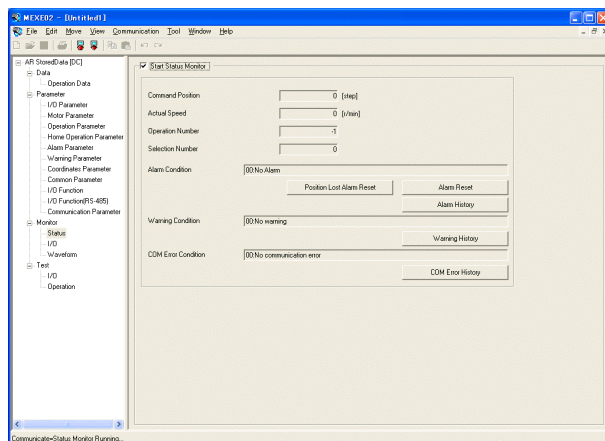 MEXE02 - [Untitled1]
File Edit Move View Communication Tool Window Help
AR StoredData [DC]
Data
Operation Data
Parameter
I/O Parameter
Motor Parameter
Operation Parameter
Home Operation Parameter
Alarm Parameter
Warning Parameter
Coordinates Parameter
Common Parameter
I/O Function
I/O Function(RS-485)
Communication Parameter
Monitor
Status
I/O
Waveform
Test
I/O
Operation
Start Status Monitor
Command Position 0 [step]
Actual Speed 0 [r/min]
Operation Number -1
Selection Number 0
Alarm Condition 00:No Alarm
Position Lost Alarm Reset Alarm Reset
Alarm History
Warning Condition 00:No warning
Warning History
COM Error Condition 00:No communication error
COM Error History
Communicate=Status Monitor Running...